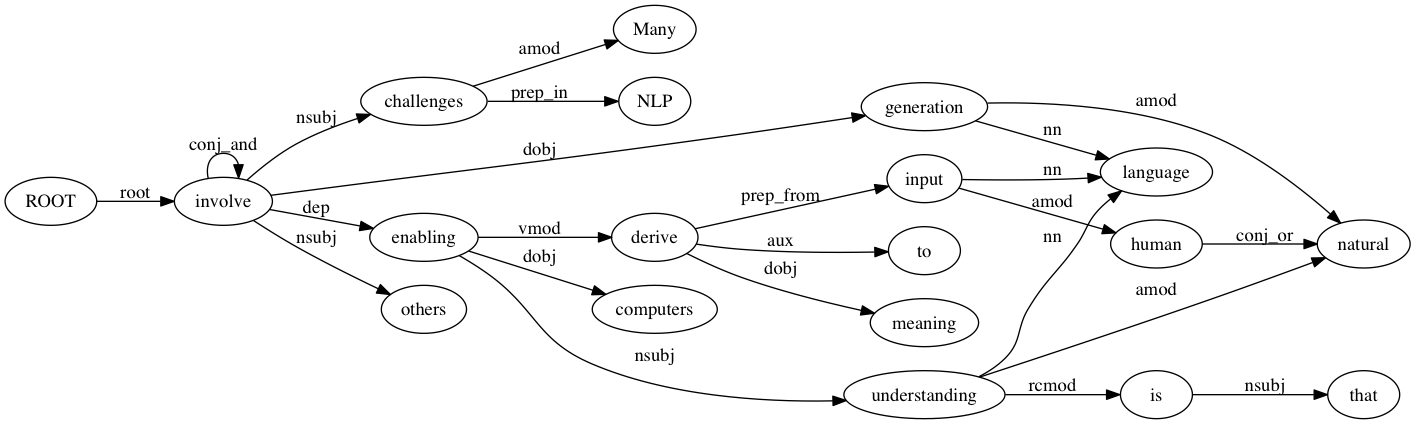 Many
amod
challenges
prep_in
NLP
generation
amod
nsubj
nn
conj_and
dobj
language
input
nn
ROOT
root
involve
prep_from
amod
dep
enabling
vmod
derive
aux
to
human
conj_or
natural
nsubj
dobj
dobj
nn
others
computers
meaning
amod
nsubj
understanding
rcmod
is
nsubj
that